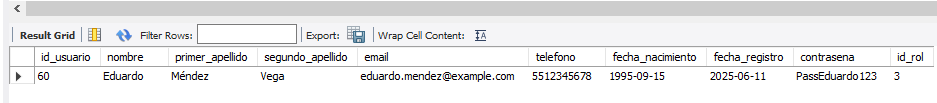 Result Grid Filter Rows: Export: Wrap Cell Content:
id_usuario nombre primer_apellido segundo_apellido email telefono fecha_nacimiento fecha_registro contrasena id_rol
60 Eduardo Méndez Vega eduardo.mendez@example.com 5512345678 1995-09-15 2025-06-11 PassEduardo123 3